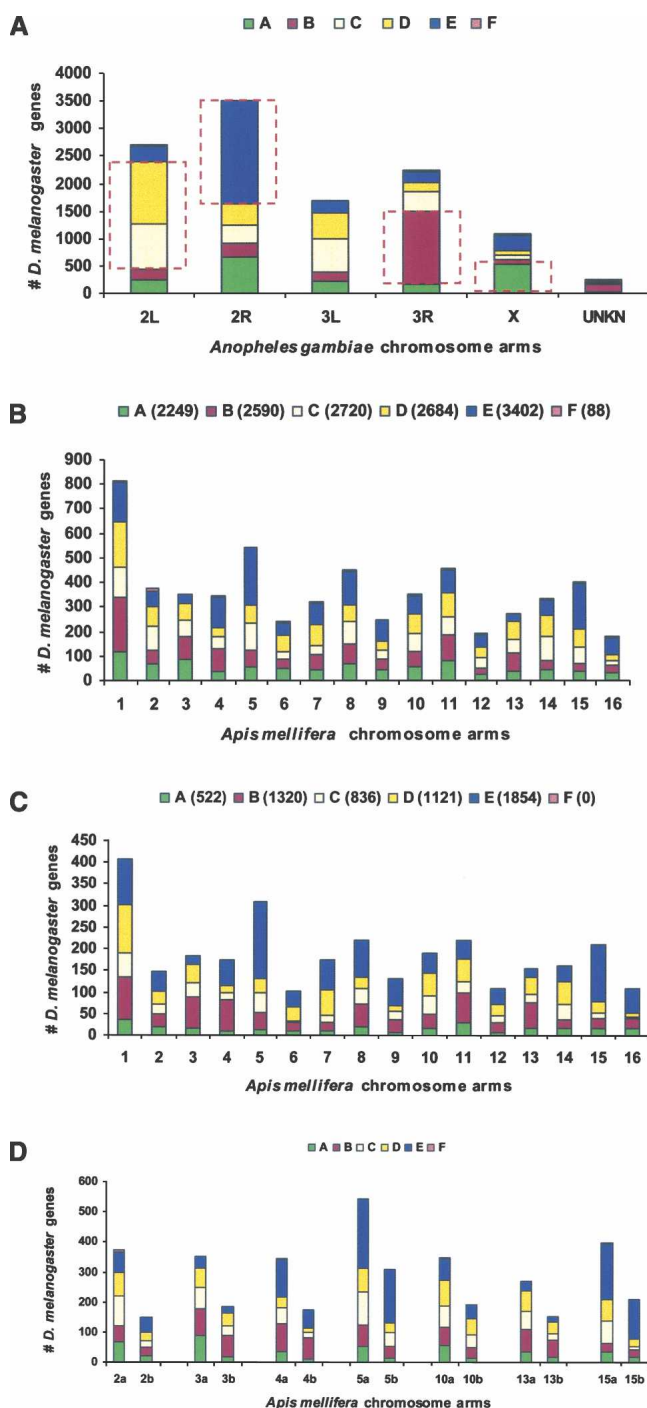 A
A B C D E F
# D. melanogaster genes
4000
3500
3000
2500
2000
1500
1000
500
0
2L 2R 3L 3R X UNKN
Anopheles gambiae chromosome arms
B
A (2249) B (2590) C (2720) D (2684) E (3402) F (88)
# D. melanogaster genes
900
800
700
600
500
400
300
200
100
0
1 2 3 4 5 6 7 8 9 10 11 12 13 14 15 16
Apis mellifera chromosome arms
C
A (522) B (1320) C (836) D (1121) E (1854) F (0)
# D. melanogaster genes
450
400
350
300
250
200
150
100
50
0
1 2 3 4 5 6 7 8 9 10 11 12 13 14 15 16
Apis mellifera chromosome arms
D
A B C D E F
# D. melanogaster genes
600
500
400
300
200
100
0
2a 2b 3a 3b 4a 4b 5a 5b 10a 10b 13a 13b 15a 15b
Apis mellifera chromosome arms